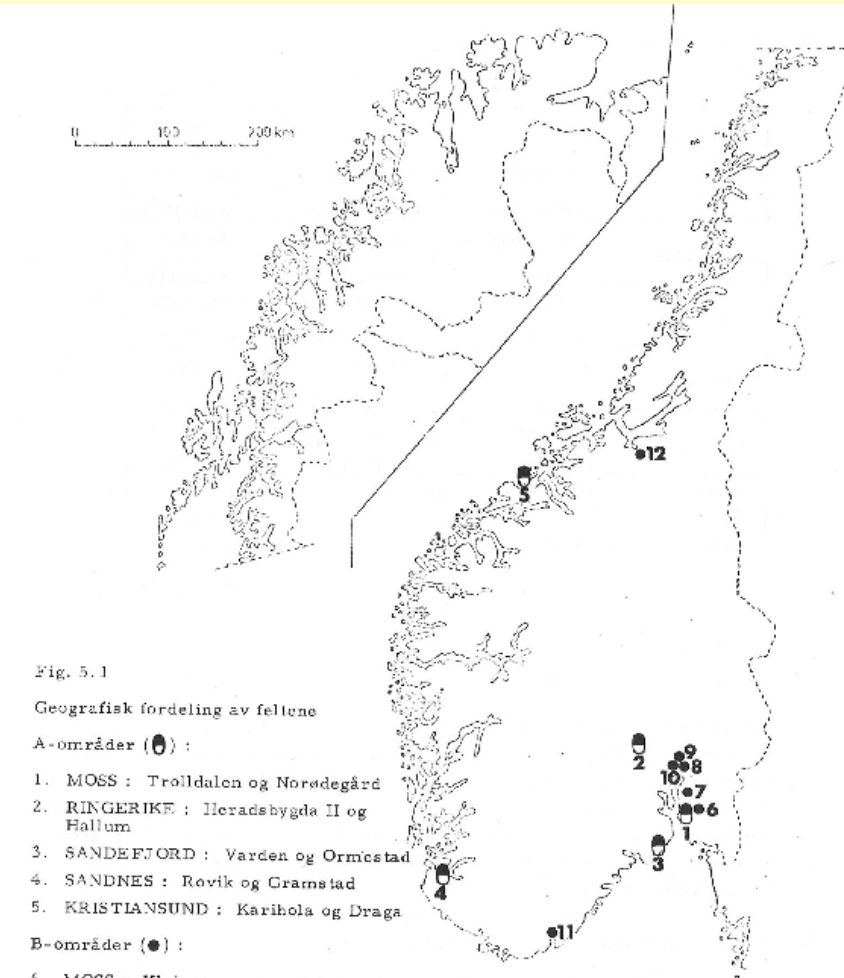 0 100 200 km
12
5
9
2
8
10
7
6
1
3
4
11
Fig. 5.1
Geografisk fordeling av feltene
A-områder ( ) :
1. MOSS : Trolldalen og Norødegård
2. RINGERIKE : Heradsbygda II og
Hallum
3. SANDEFJORD : Varden og Ormestad
4. SANDNES : Rovik og Gramstad
5. KRISTIANSUND : Karihola og Draga
B-områder (●) :
6. MOSS :